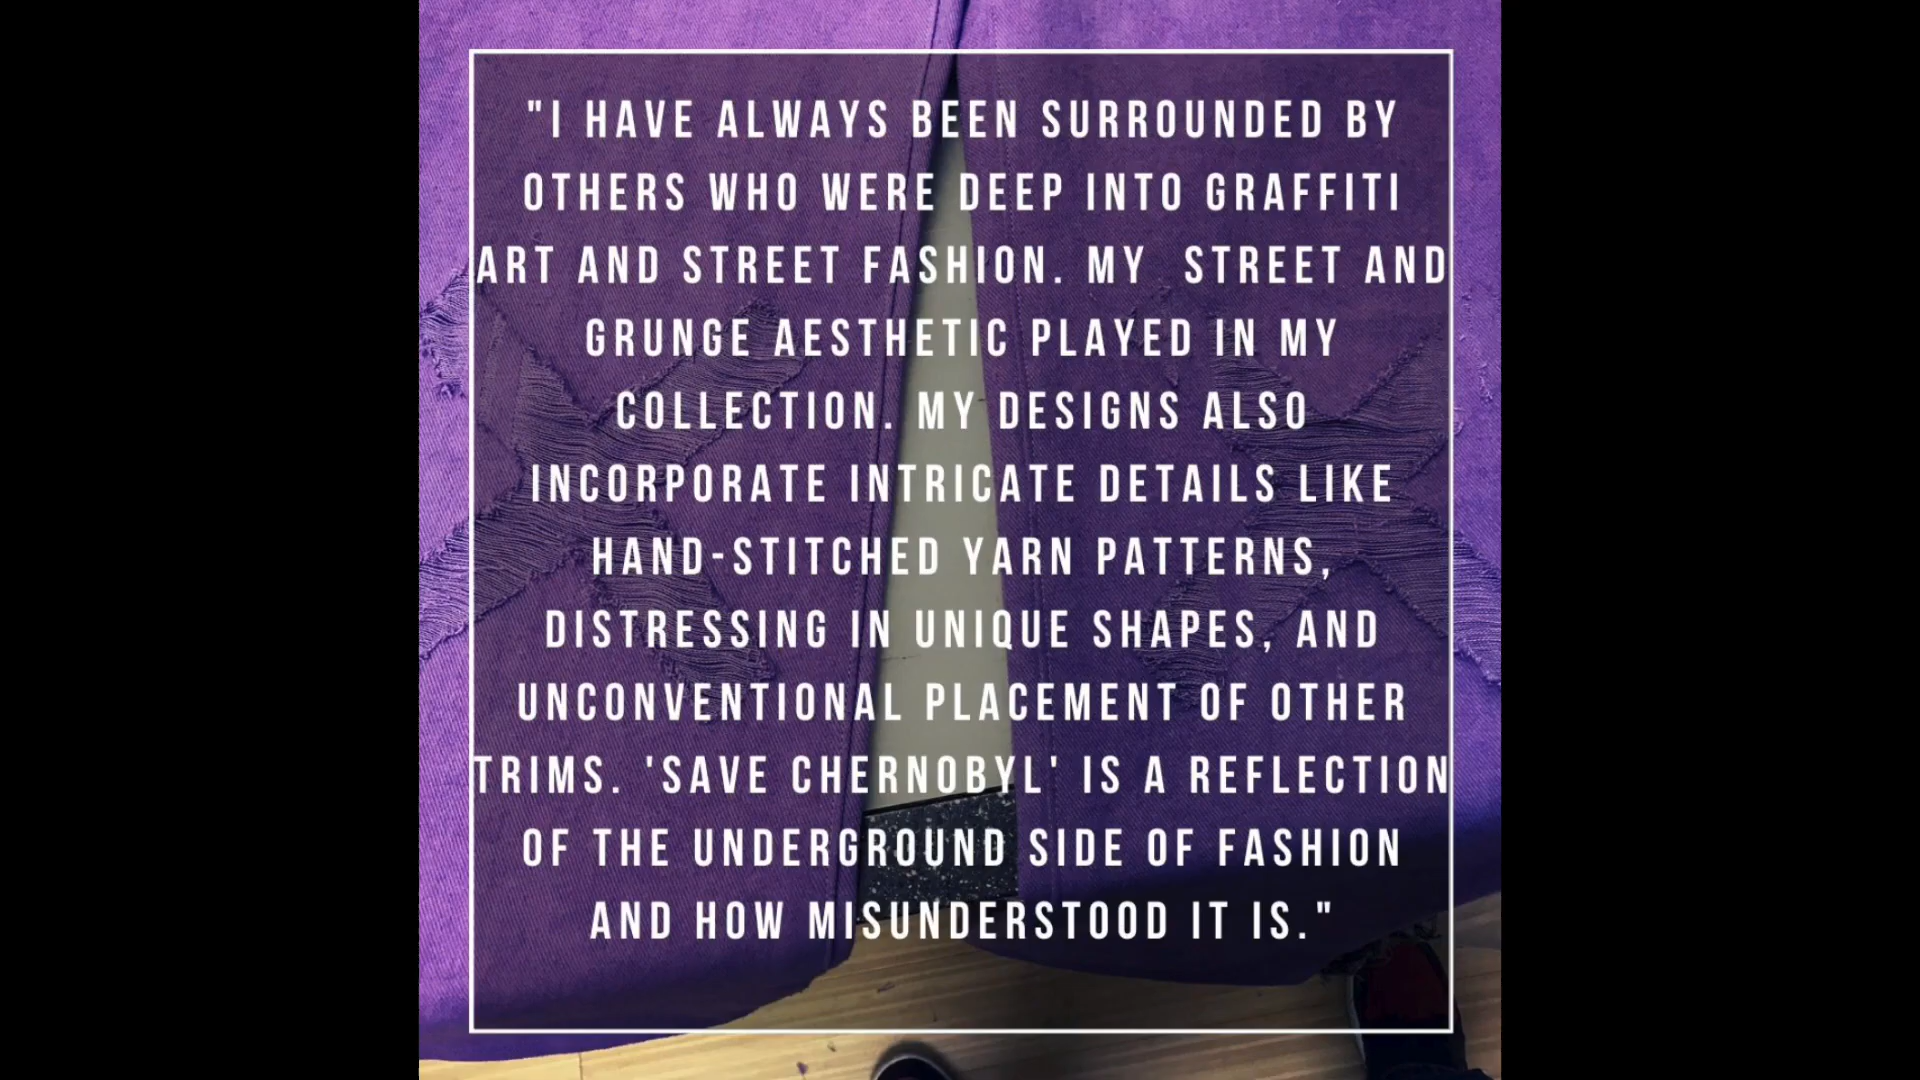 "I HAVE ALWAYS BEEN SURROUNDED BY
OTHERS WHO WERE DEEP INTO GRAFFITI
ART AND STREET FASHION. MY  STREET AND
GRUNGE AESTHETIC PLAYED IN MY
COLLECTION. MY DESIGNS ALSO
INCORPORATE INTRICATE DETAILS LIKE
HAND-STITCHED YARN PATTERNS,
DISTRESSING IN UNIQUE SHAPES, AND
UNCONVENTIONAL PLACEMENT OF OTHER
TRIMS. 'SAVE CHERNOBYL' IS A REFLECTION
OF THE UNDERGROUND SIDE OF FASHION
AND HOW MISUNDERSTOOD IT IS."